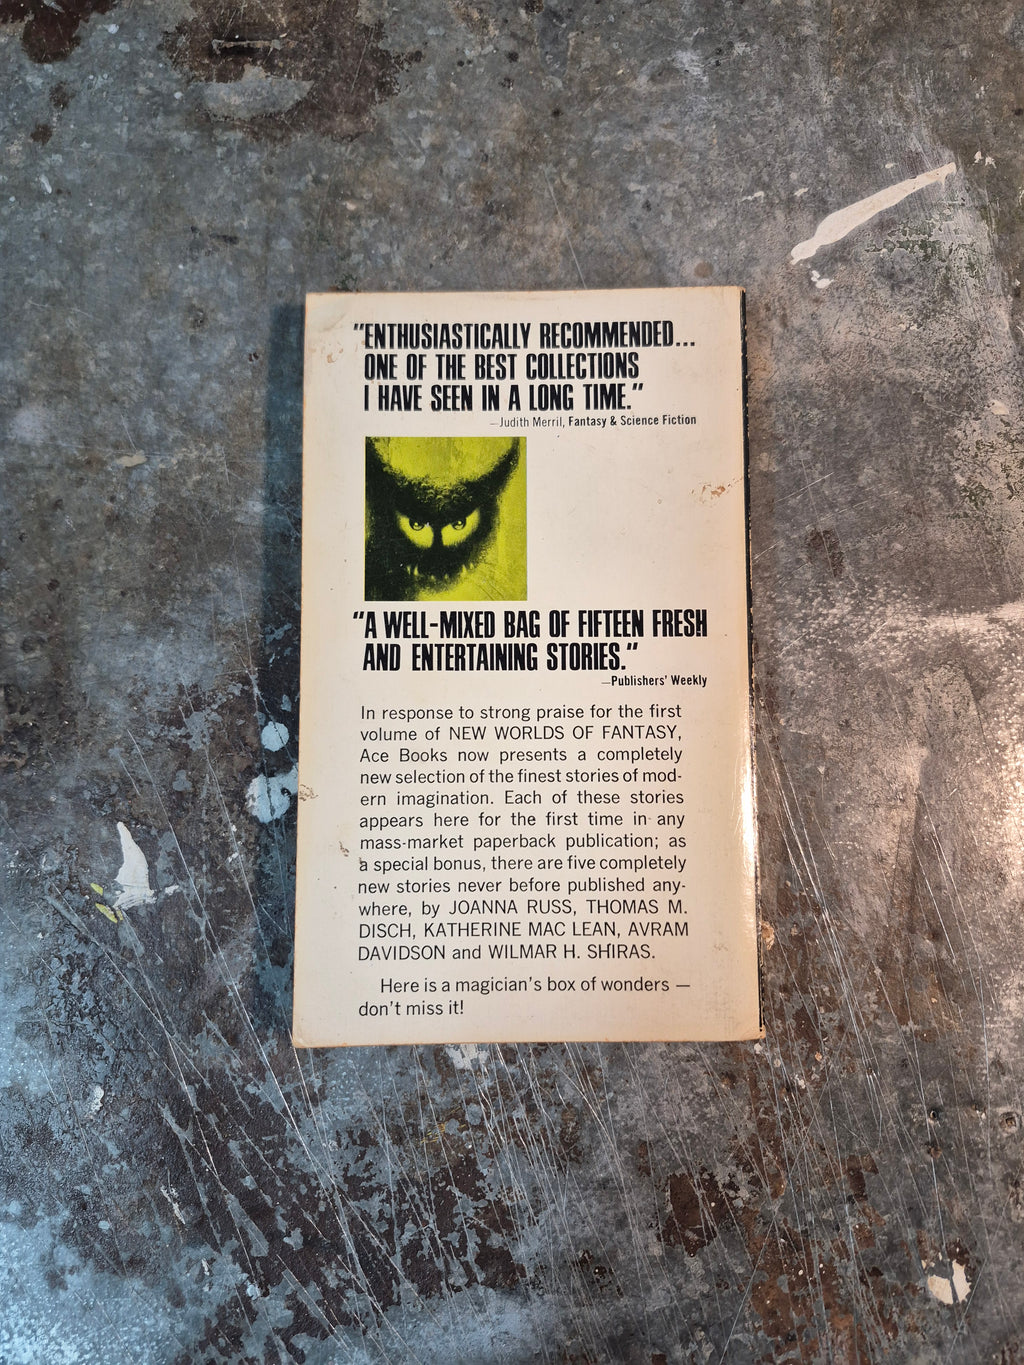 "ENTHUSIASTICALLY RECOMMENDED...
ONE OF THE BEST COLLECTIONS
I HAVE SEEN IN A LONG TIME."
—Judith Merril, Fantasy & Science Fiction
"A WELL-MIXED BAG OF FIFTEEN FRESH
AND ENTERTAINING STORIES."
—Publishers' Weekly
In response to strong praise for the first
volume of NEW WORLDS OF FANTASY,
Ace Books now presents a completely
new selection of the finest stories of mod-
ern imagination. Each of these stories
appears here for the first time in any
mass-market paperback publication; as
a special bonus, there are five completely
new stories never before published any-
where, by JOANNA RUSS, THOMAS M.
DISCH, KATHERINE MAC LEAN, AVRAM
DAVIDSON and WILMAR H. SHIRAS.
Here is a magician's box of wonders —
don't miss it!